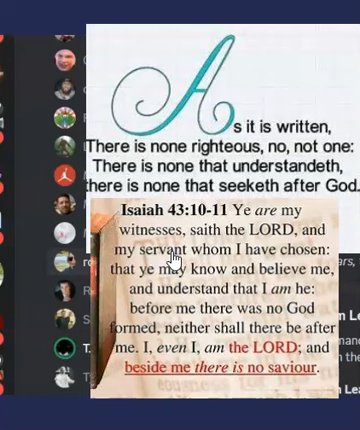 As it is written,
There is none righteous, no, not one:
There is none that understandeth,
there is none that seeketh after God.
Isaiah 43:10-11 Ye are my
witnesses, saith the LORD, and
my servant whom I have chosen:
that ye may know and believe me,
and understand that I am he:
before me there was no God
formed, neither shall there be after
me. I, even I, am the LORD; and
beside me there is no saviour.